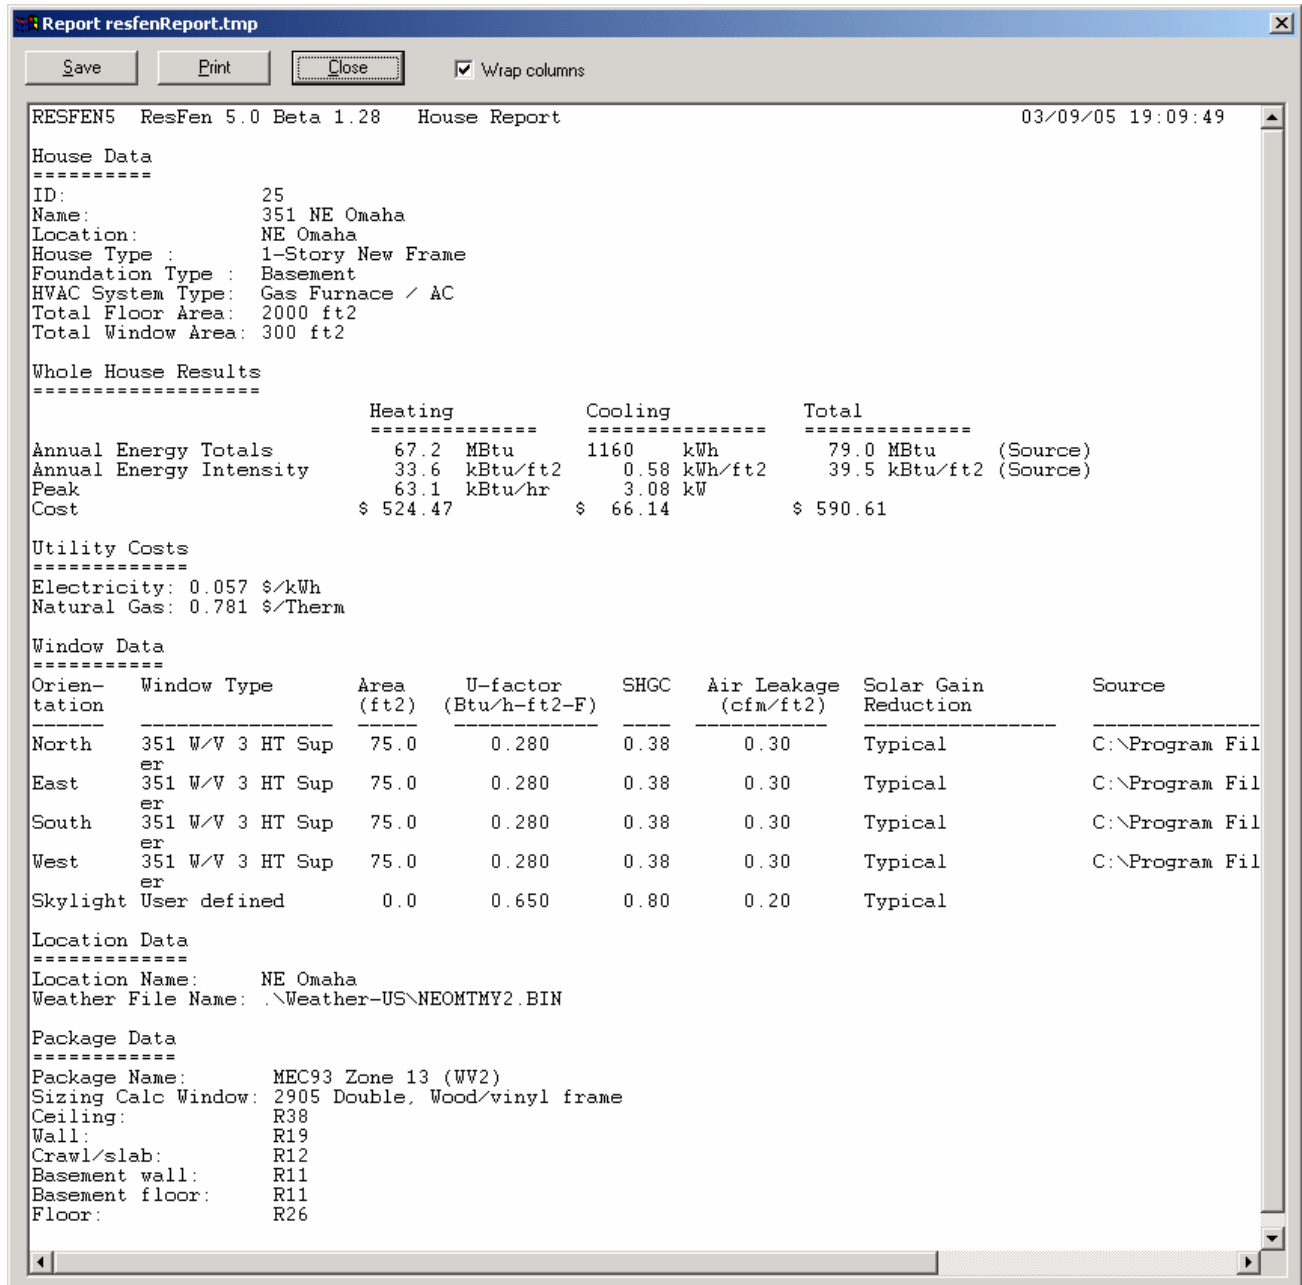 Report resfenReport.tmp
Save Print Close Wrap columns
RESFEN5 ResFen 5.0 Beta 1.28 House Report 03/09/05 19:09:49
House Data
==========
ID: 25
Name: 351 NE Omaha
Location: NE Omaha
House Type : 1-Story New Frame
Foundation Type : Basement
HVAC System Type: Gas Furnace / AC
Total Floor Area: 2000 ft2
Total Window Area: 300 ft2
Whole House Results
===================
Heating Cooling Total
============== =============== ==============
Annual Energy Totals 67.2 MBtu 1160 kWh 79.0 MBtu (Source)
Annual Energy Intensity 33.6 kBtu/ft2 0.58 kWh/ft2 39.5 kBtu/ft2 (Source)
Peak 63.1 kBtu/hr 3.08 kW
Cost $ 524.47 $ 66.14 $ 590.61
Utility Costs
=============
Electricity: 0.057 $/kWh
Natural Gas: 0.781 $/Therm
Window Data
===========
Orien- Window Type Area U-factor SHGC Air Leakage Solar Gain Source
tation (ft2) (Btu/h-ft2-F) (cfm/ft2) Reduction
------ ---------------- ----- ------------ ---- ----------- ---------------- --------------
North 351 W/V 3 HT Sup 75.0 0.280 0.38 0.30 Typical C:\Program Fil
er
East 351 W/V 3 HT Sup 75.0 0.280 0.38 0.30 Typical C:\Program Fil
er
South 351 W/V 3 HT Sup 75.0 0.280 0.38 0.30 Typical C:\Program Fil
er
West 351 W/V 3 HT Sup 75.0 0.280 0.38 0.30 Typical C:\Program Fil
er
Skylight User defined 0.0 0.650 0.80 0.20 Typical
Location Data
=============
Location Name: NE Omaha
Weather File Name: .\Weather-US\NEOMTMY2.BIN
Package Data
============
Package Name: MEC93 Zone 13 (WV2)
Sizing Calc Window: 2905 Double, Wood/vinyl frame
Ceiling: R38
Wall: R19
Crawl/slab: R12
Basement wall: R11
Basement floor: R11
Floor: R26